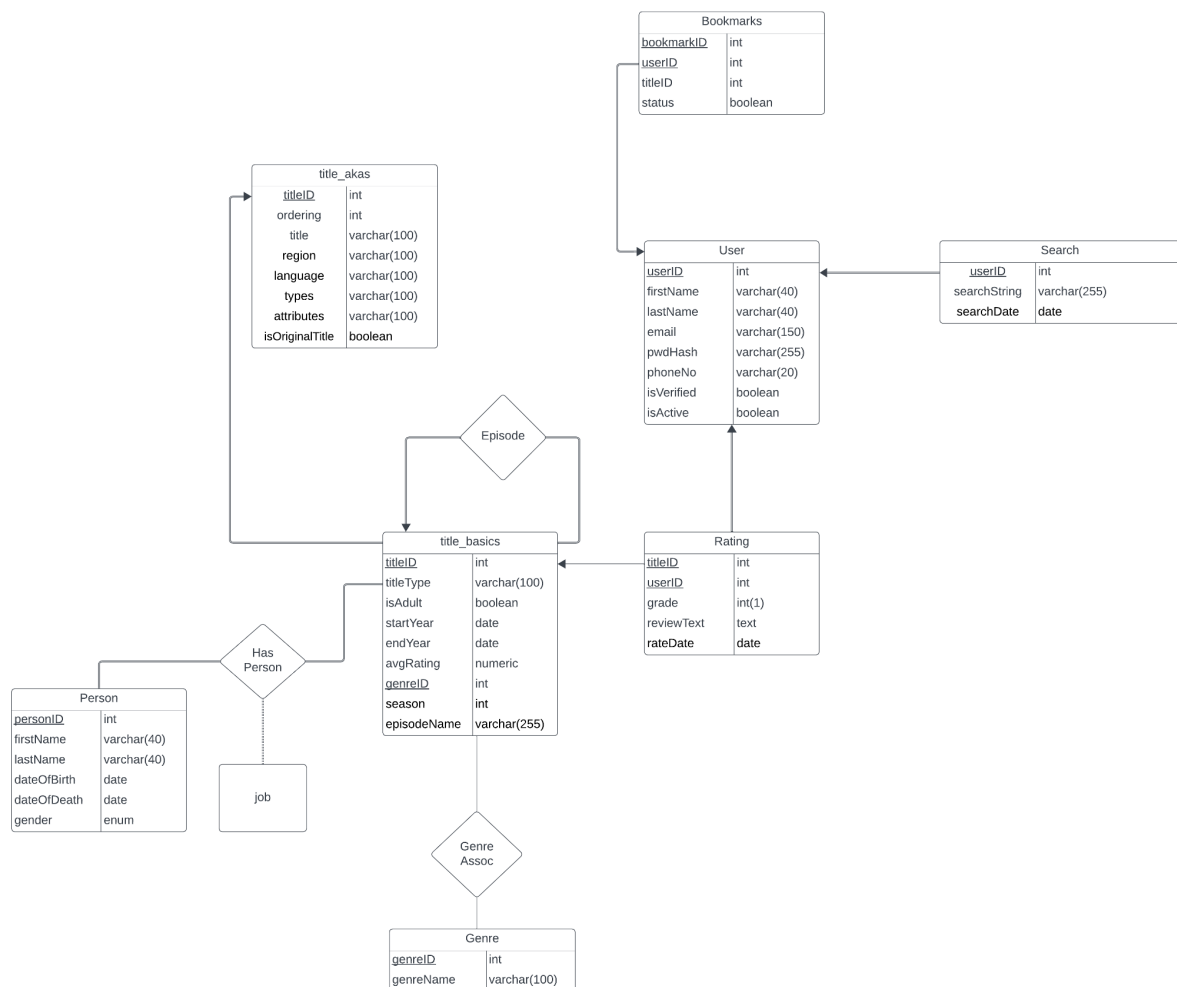 Bookmarks
bookmarkID int
userID int
titleID int
status boolean
title_akas
titleID int
ordering int
title varchar(100)
region varchar(100)
language varchar(100)
types varchar(100)
attributes varchar(100)
isOriginalTitle boolean
User
userID int
firstName varchar(40)
lastName varchar(40)
email varchar(150)
pwdHash varchar(255)
phoneNo varchar(20)
isVerified boolean
isActive boolean
Search
userID int
searchString varchar(255)
searchDate date
Episode
title_basics
titleID int
titleType varchar(100)
isAdult boolean
startYear date
endYear date
avgRating numeric
genreID int
season int
episodeName varchar(255)
Rating
titleID int
userID int
grade int(1)
reviewText text
rateDate date
Has
Person
Person
personID int
firstName varchar(40)
lastName varchar(40)
dateOfBirth date
dateOfDeath date
gender enum
job
Genre
Assoc
Genre
genreID int
genreName varchar(100)